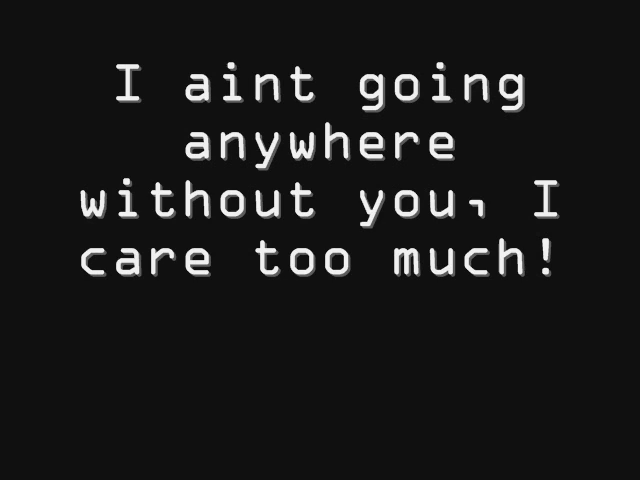 I aint going
anywhere
without you, I
care too much!